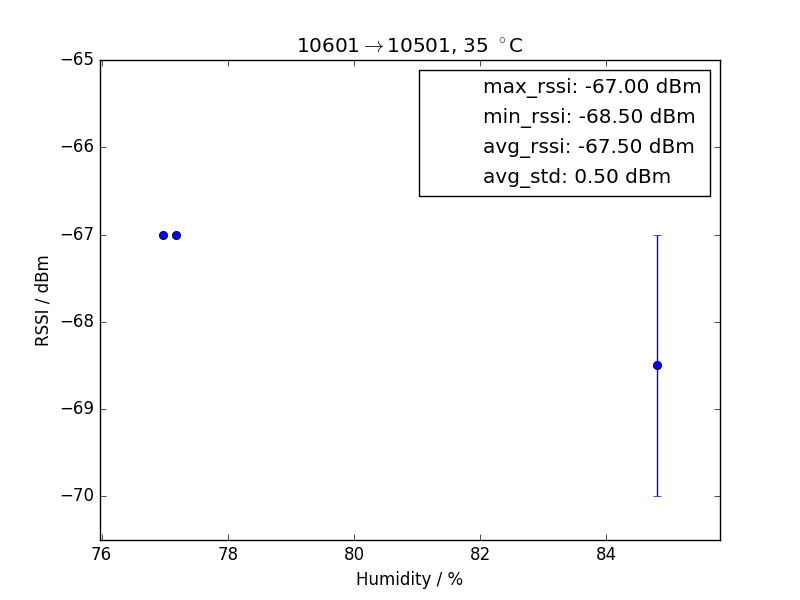 10601→10501, 35 °C
max_rssi: -67.00 dBm
min_rssi: -68.50 dBm
avg_rssi: -67.50 dBm
avg_std: 0.50 dBm
RSSI / dBm
−65
−66
−67
−68
−69
−70
76 78 80 82 84
Humidity / %